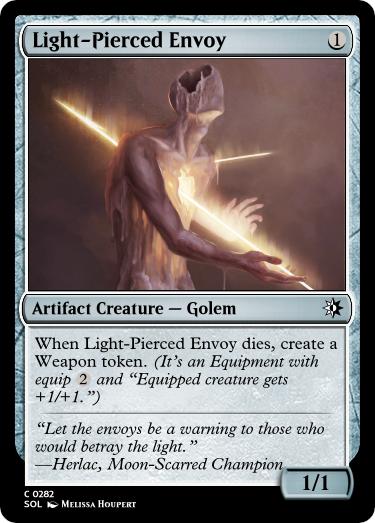 Light-Pierced Envoy 1
Artifact Creature — Golem
When Light-Pierced Envoy dies, create a
Weapon token. (It's an Equipment with
equip 2 and "Equipped creature gets
+1/+1.")
"Let the envoys be a warning to those who
would betray the light."
—Herlac, Moon-Scarred Champion
1/1
C 0282
SOL Melissa Houpert